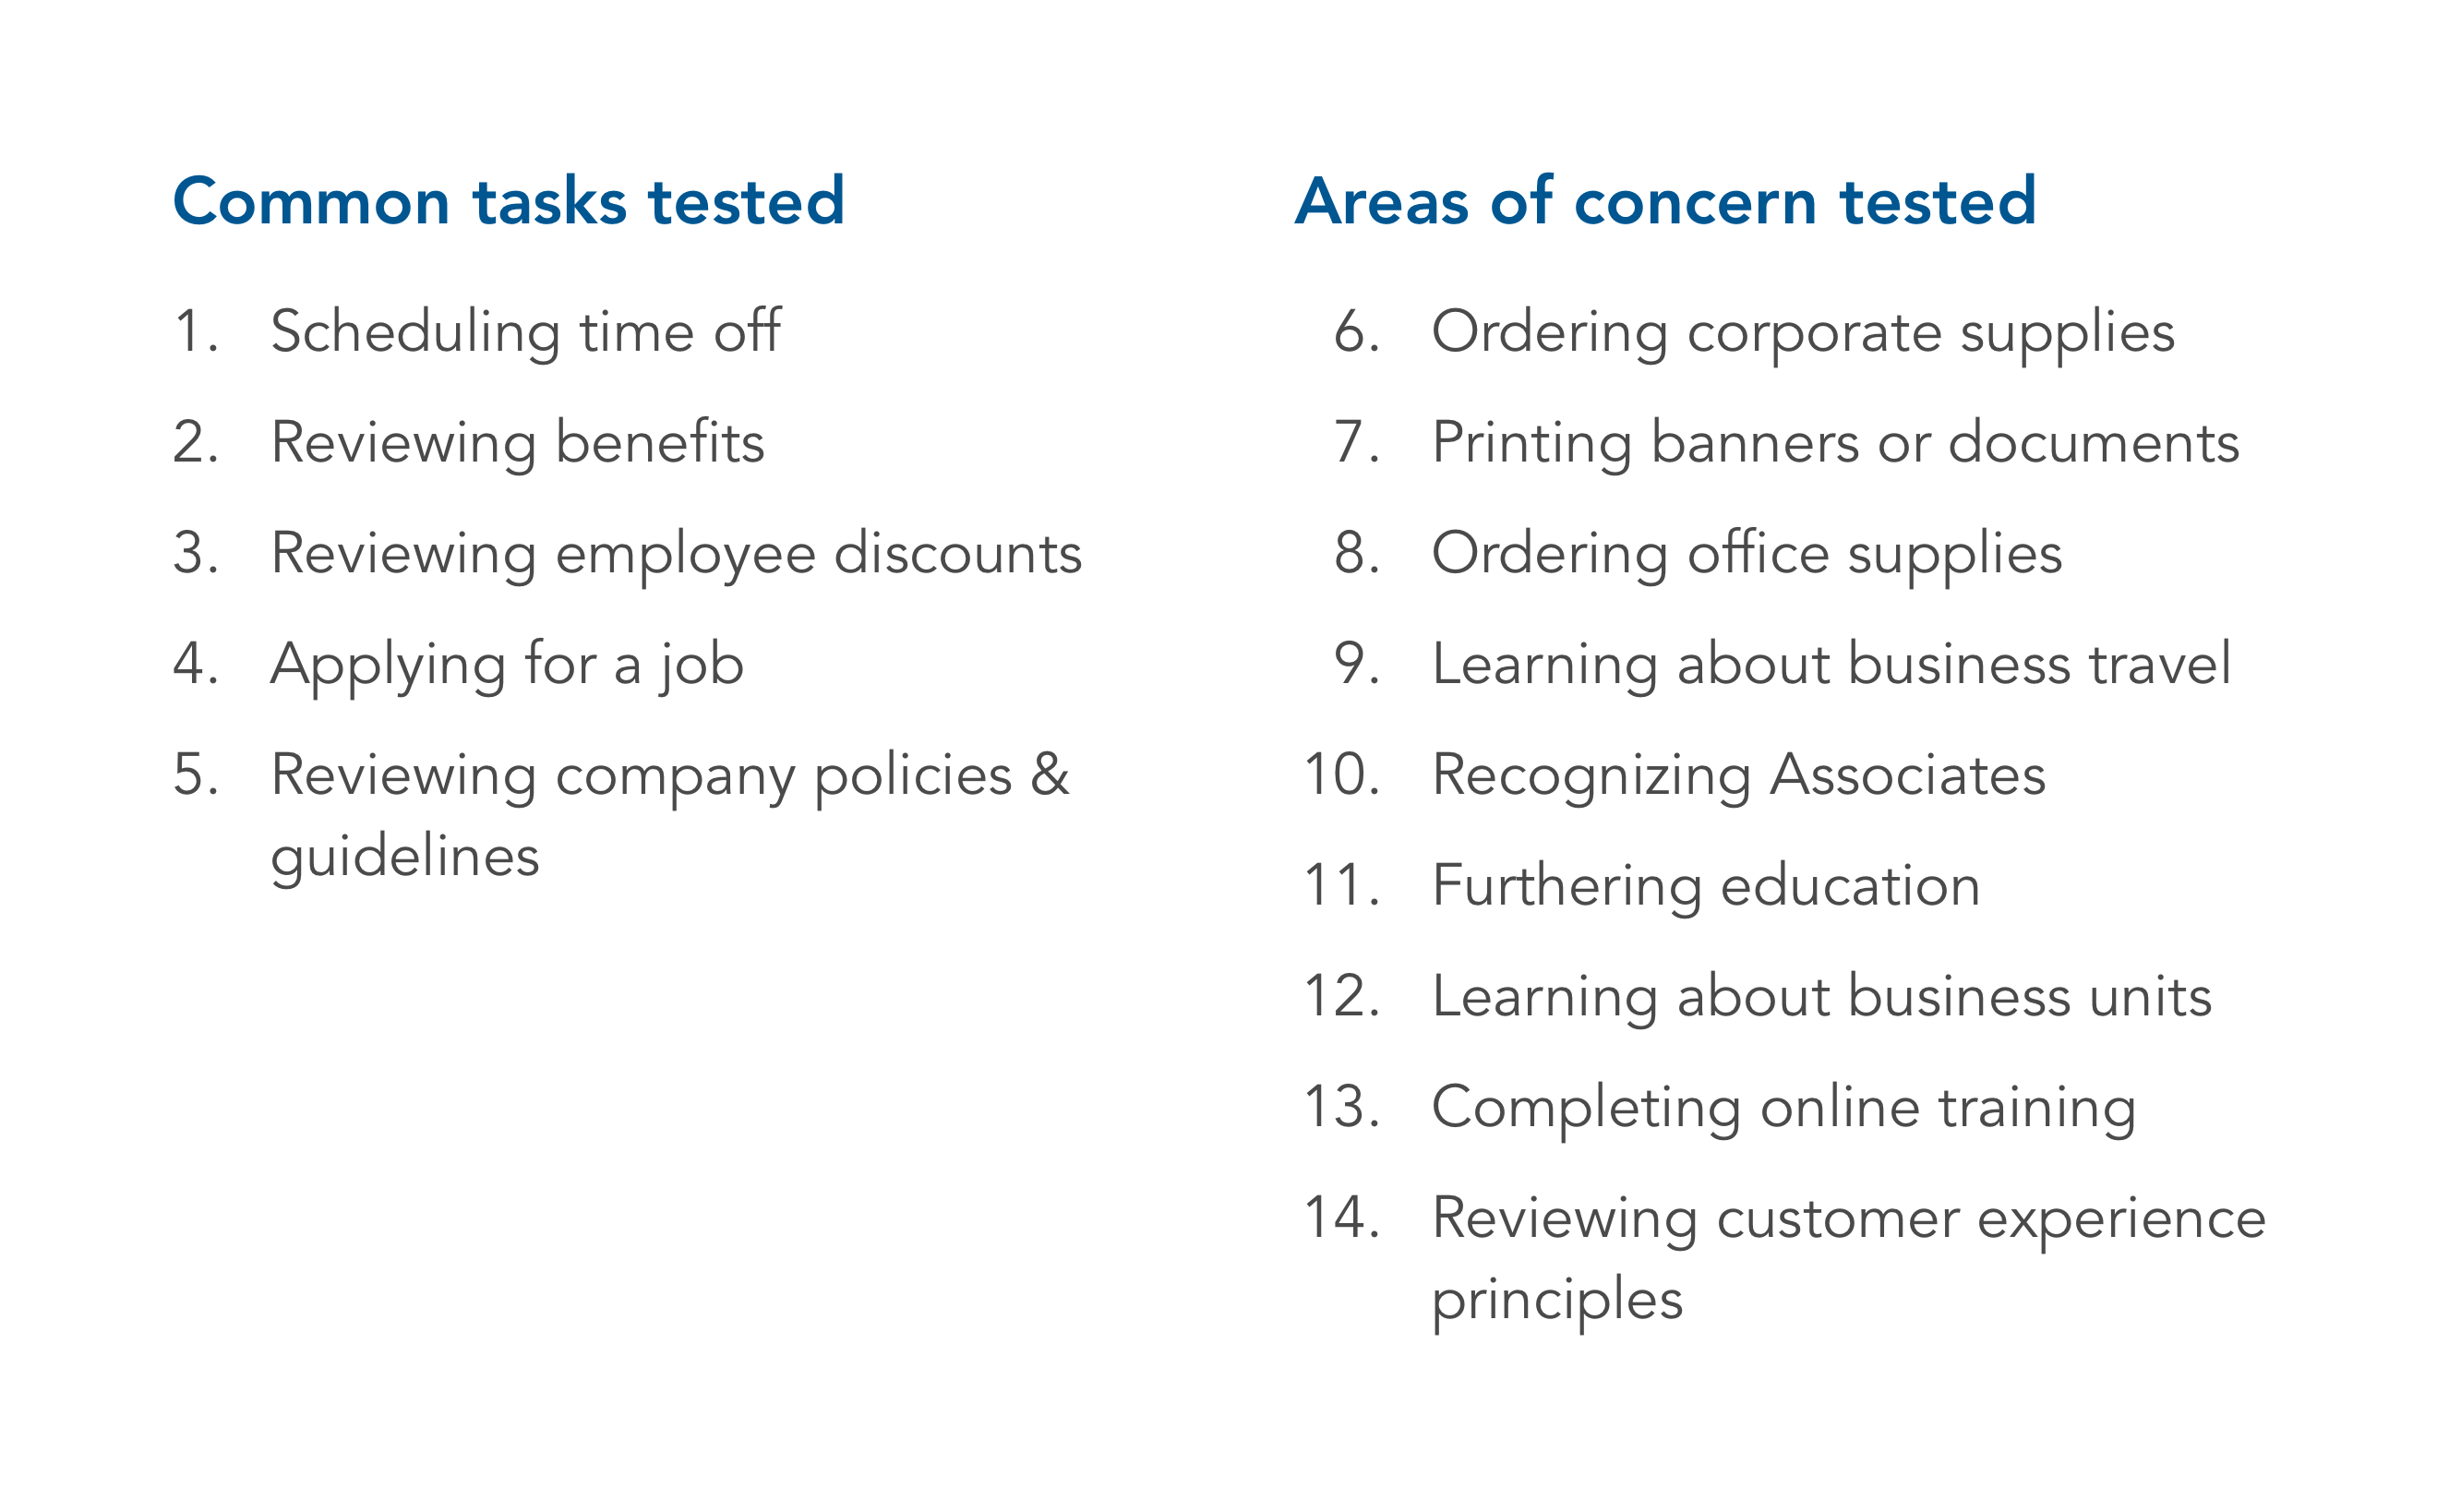 Common tasks tested
1. Scheduling time off
2. Reviewing benefits
3. Reviewing employee discounts
4. Applying for a job
5. Reviewing company policies &
guidelines
Areas of concern tested
6. Ordering corporate supplies
7. Printing banners or documents
8. Ordering office supplies
9. Learning about business travel
10. Recognizing Associates
11. Furthering education
12. Learning about business units
13. Completing online training
14. Reviewing customer experience
principles